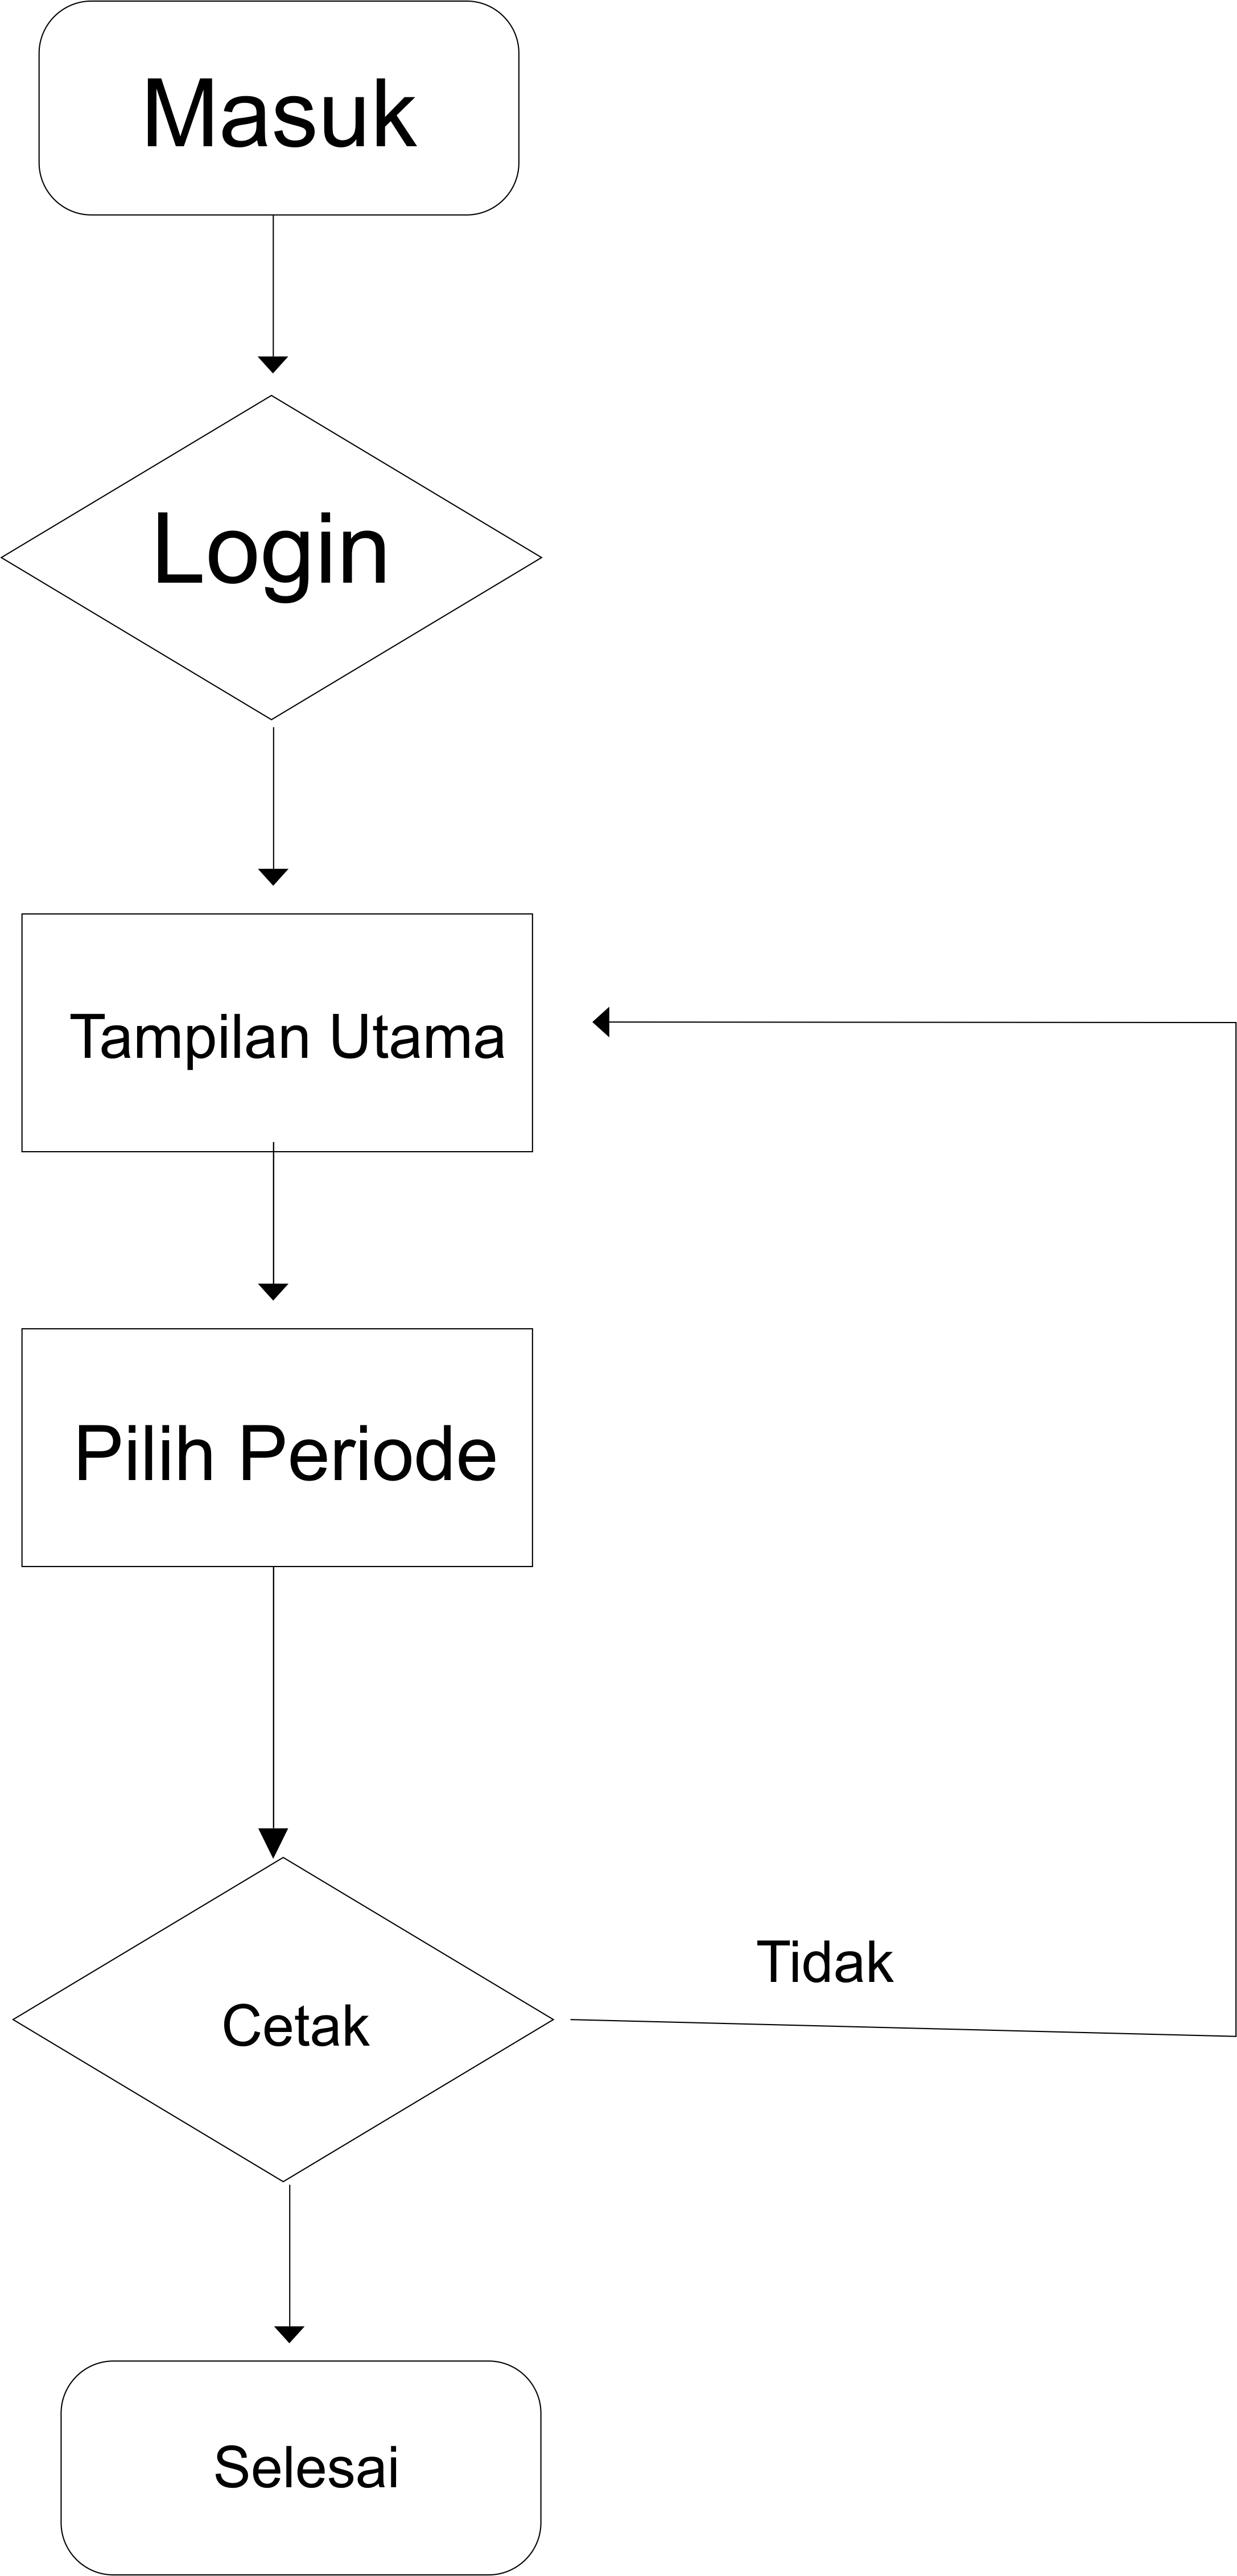 Masuk
Login
Tampilan Utama
Pilih Periode
Tidak
Cetak
Selesai